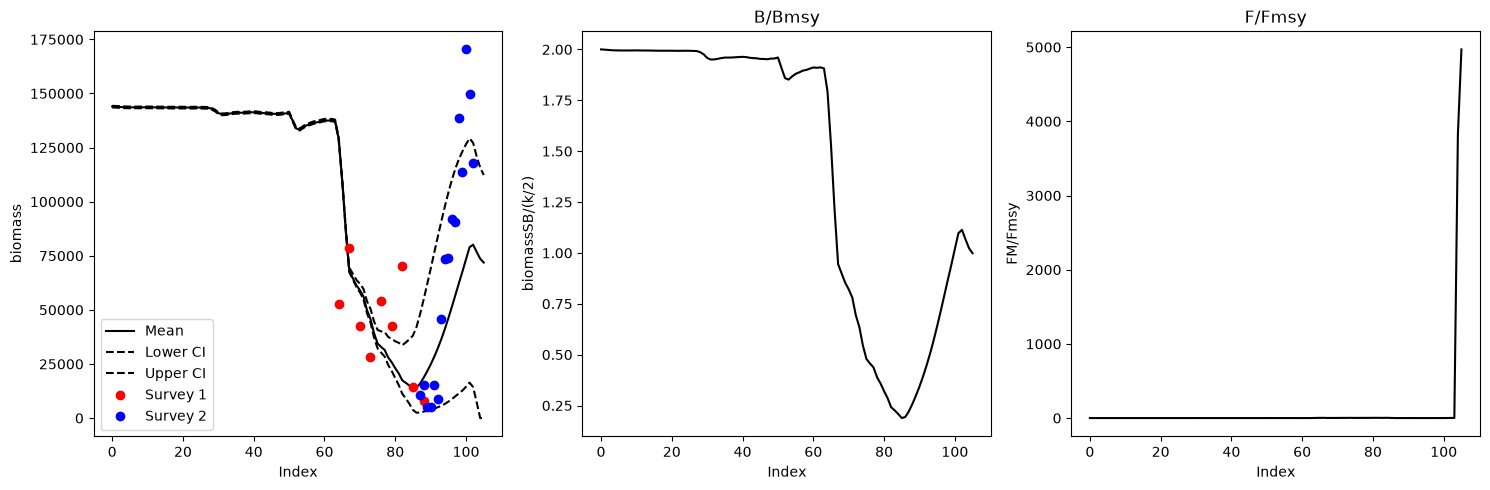 biomass
175000
150000
125000
100000
75000
50000
25000
0
Mean
Lower CI
Upper CI
Survey 1
Survey 2
0 20 40 60 80 100
Index
B/Bmsy
biomassSB/(k/2)
2.00
1.75
1.50
1.25
1.00
0.75
0.50
0.25
0 20 40 60 80 100
Index
F/Fmsy
FM/Fmsy
5000
4000
3000
2000
1000
0
0 20 40 60 80 100
Index